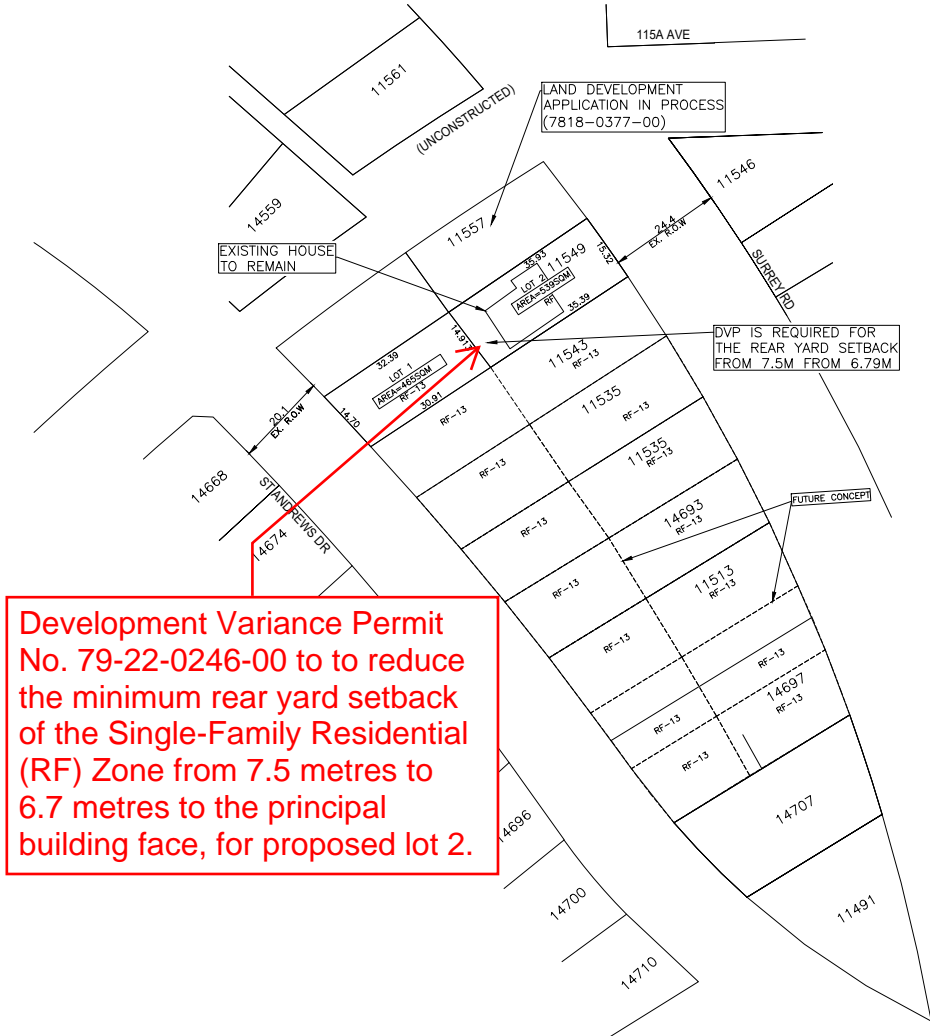 115A AVE
11561
(UNCONSTRUCTED)
LAND DEVELOPMENT
APPLICATION IN PROCESS
(7818-0377-00)
11546
14559
11557
24.4
EX. R.O.W
EXISTING HOUSE
TO REMAIN
35.93
11549
15.32
LOT 2
AREA=539SQM
RF
35.39
SURREY RD
14.913
DVP IS REQUIRED FOR
THE REAR YARD SETBACK
FROM 7.5M FROM 6.79M
32.39
LOT 1
AREA=465SQM
RF-13
30.91
14.70
20.1
EX. R.O.W
11543
RF-13
RF-13
11535
RF-13
RF-13
11535
RF-13
RF-13
14668
ST.ANDREWS DR
14674
14693
RF-13
RF-13
FUTURE CONCEPT
11513
RF-13
RF-13
RF-13
14697
RF-13
RF-13
RF-13
Development Variance Permit
No. 79-22-0246-00 to to reduce
the minimum rear yard setback
of the Single-Family Residential
(RF) Zone from 7.5 metres to
6.7 metres to the principal
building face, for proposed lot 2.
14707
14696
11491
14700
14710